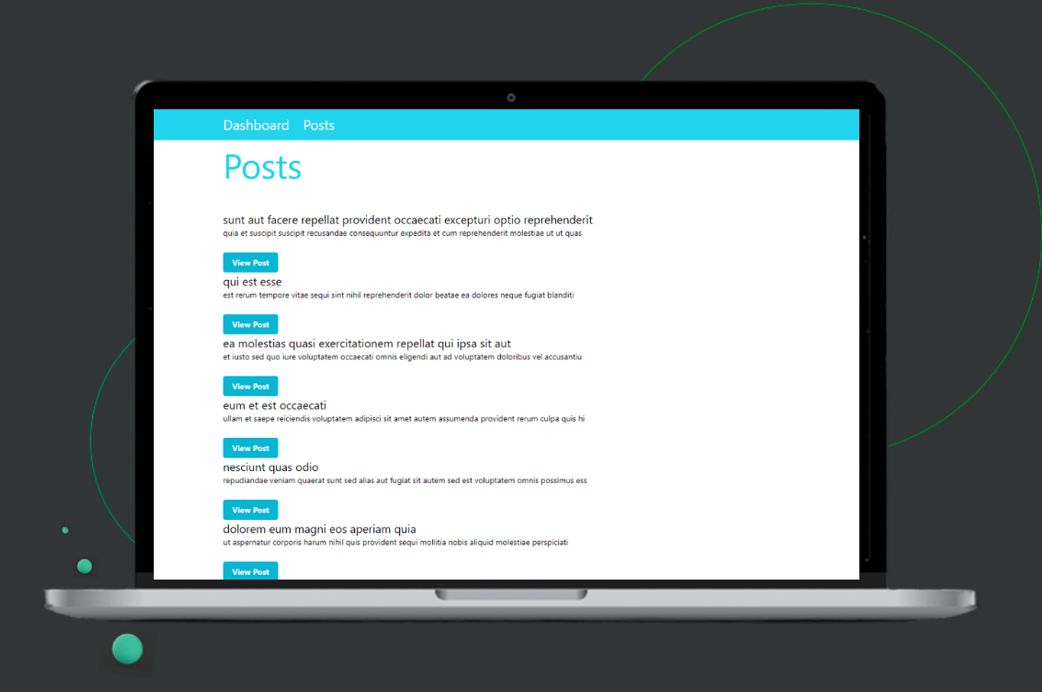 Dashboard Posts
Posts
sunt aut facere repellat provident occaecati excepturi optio reprehenderit
quia et suscipit suscipit recusandae consequuntur expedita et cum reprehenderit molestiae ut ut quas
View Post
qui est esse
est rerum tempore vitae sequi sint nihil reprehenderit dolor beatae ea dolores neque fugiat blanditi
View Post
ea molestias quasi exercitationem repellat qui ipsa sit aut
et iusto sed quo iure voluptatem occaecati omnis eligendi aut ad voluptatem doloribus vel accusantiu
View Post
eum et est occaecati
ullam et saepe reiciendis voluptatem adipisci sit amet autem assumenda provident rerum culpa quis hi
View Post
nesciunt quas odio
repudiandae veniam quaerat sunt sed alias aut fugiat sit autem sed est voluptatem omnis possimus ess
View Post
dolorem eum magni eos aperiam quia
ut aspernatur corporis harum nihil quis provident sequi mollitia nobis aliquid molestiae perspiciati
View Post